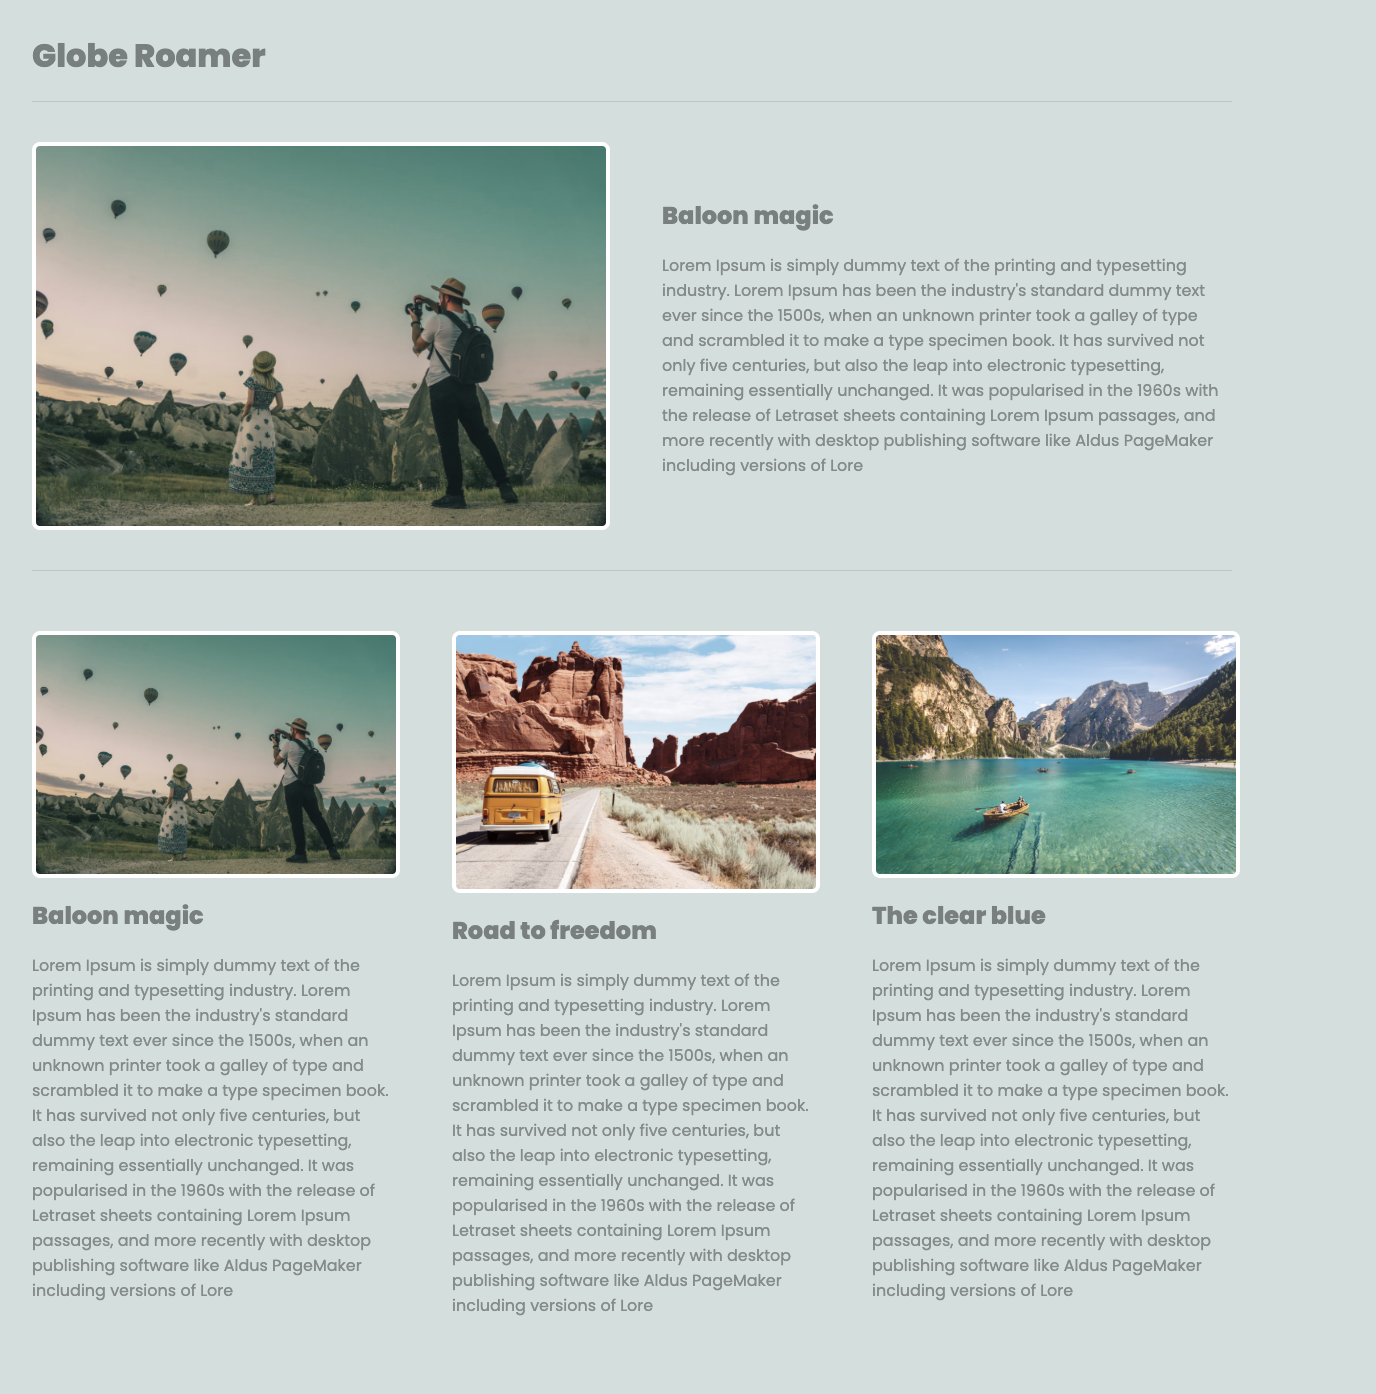 Globe Roamer
Baloon magic
Lorem Ipsum is simply dummy text of the printing and typesetting
industry. Lorem Ipsum has been the industry's standard dummy text
ever since the 1500s, when an unknown printer took a galley of type
and scrambled it to make a type specimen book. It has survived not
only five centuries, but also the leap into electronic typesetting,
remaining essentially unchanged. It was popularised in the 1960s with
the release of Letraset sheets containing Lorem Ipsum passages, and
more recently with desktop publishing software like Aldus PageMaker
including versions of Lore
Baloon magic
Lorem Ipsum is simply dummy text of the
printing and typesetting industry. Lorem
Ipsum has been the industry's standard
dummy text ever since the 1500s, when an
unknown printer took a galley of type and
scrambled it to make a type specimen book.
It has survived not only five centuries, but
also the leap into electronic typesetting,
remaining essentially unchanged. It was
popularised in the 1960s with the release of
Letraset sheets containing Lorem Ipsum
passages, and more recently with desktop
publishing software like Aldus PageMaker
including versions of Lore
Road to freedom
Lorem Ipsum is simply dummy text of the
printing and typesetting industry. Lorem
Ipsum has been the industry's standard
dummy text ever since the 1500s, when an
unknown printer took a galley of type and
scrambled it to make a type specimen book.
It has survived not only five centuries, but
also the leap into electronic typesetting,
remaining essentially unchanged. It was
popularised in the 1960s with the release of
Letraset sheets containing Lorem Ipsum
passages, and more recently with desktop
publishing software like Aldus PageMaker
including versions of Lore
The clear blue
Lorem Ipsum is simply dummy text of the
printing and typesetting industry. Lorem
Ipsum has been the industry's standard
dummy text ever since the 1500s, when an
unknown printer took a galley of type and
scrambled it to make a type specimen book.
It has survived not only five centuries, but
also the leap into electronic typesetting,
remaining essentially unchanged. It was
popularised in the 1960s with the release of
Letraset sheets containing Lorem Ipsum
passages, and more recently with desktop
publishing software like Aldus PageMaker
including versions of Lore